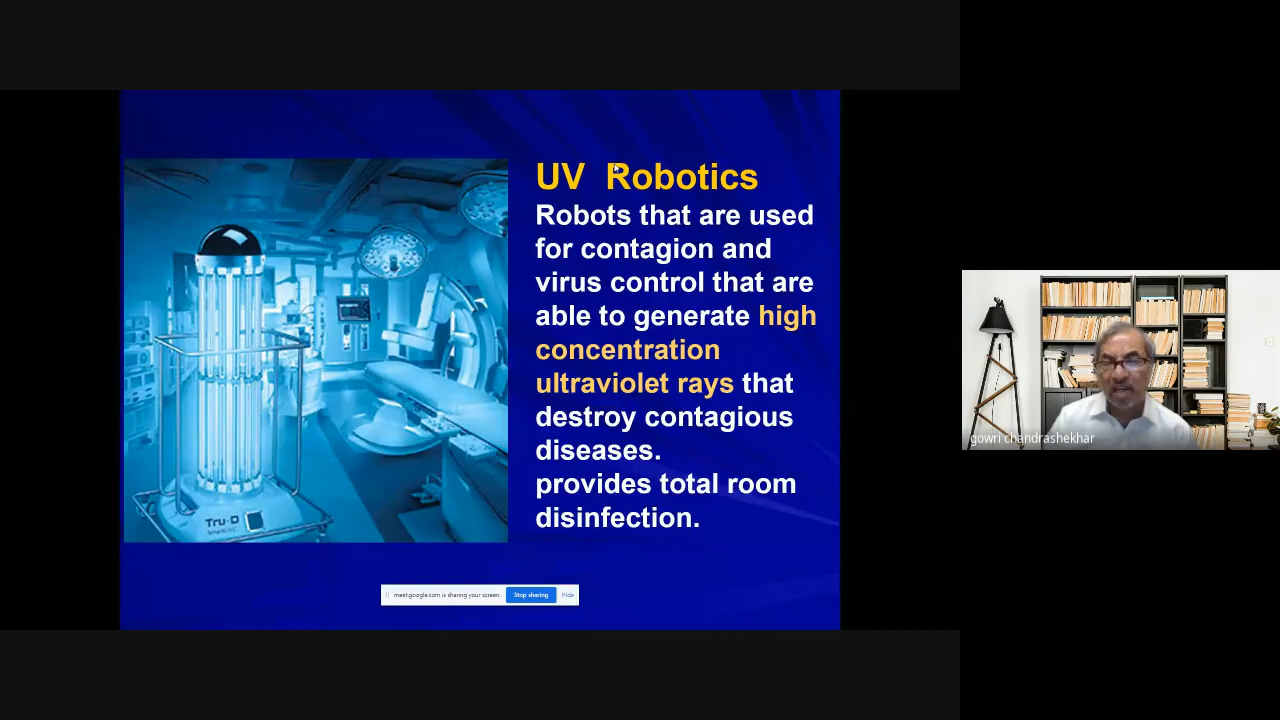 UV Robotics
Robots that are used
for contagion and
virus control that are
able to generate high
concentration
ultraviolet rays that
destroy contagious
diseases.
provides total room
disinfection.
Tru-D
meet.google.com is sharing your screen.
Stop sharing
Hide
gowri chandrashekhar